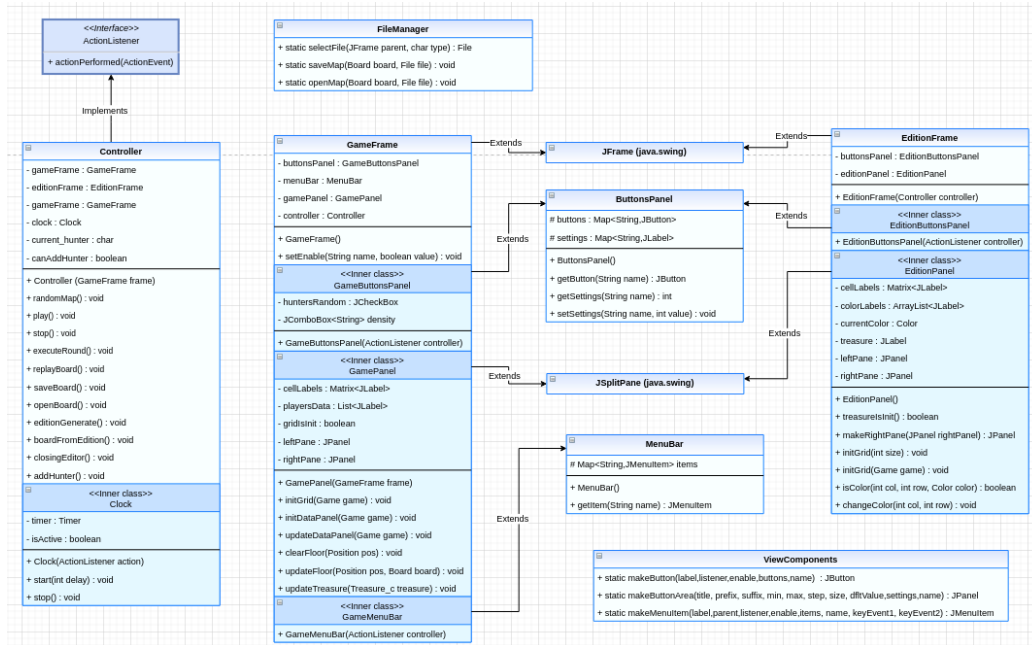 <<Interface>>
ActionListener
+ actionPerformed(ActionEvent)
Implements
Controller
- gameFrame : GameFrame
- editionFrame : EditionFrame
- gameFrame : GameFrame
- clock : Clock
- current_hunter : char
- canAddHunter : boolean
+ Controller (GameFrame frame)
+ randomMap() : void
+ play() : void
+ stop() : void
+ executeRound() : void
+ replayBoard() : void
+ saveBoard() : void
+ openBoard() : void
+ editionGenerate() : void
+ boardFromEdition() : void
+ closingEditor() : void
+ addHunter() : void
<<Inner class>>
Clock
- timer : Timer
- isActive : boolean
+ Clock(ActionListener action)
+ start(int delay) : void
+ stop() : void
FileManager
+ static selectFile(JFrame parent, char type) : File
+ static saveMap(Board board, File file) : void
+ static openMap(Board board, File file) : void
GameFrame
- buttonsPanel : GameButtonsPanel
- menuBar : MenuBar
- gamePanel : GamePanel
- controller : Controller
+ GameFrame()
+ setEnable(String name, boolean value) : void
<<Inner class>>
GameButtonsPanel
- huntersRandom : JCheckBox
- JComboBox<String> density
+ GameButtonsPanel(ActionListener controller)
<<Inner class>>
GamePanel
- cellLabels : Matrix<JLabel>
- playersData : List<JLabel>
- gridIsInit : boolean
- leftPane : JPanel
- rightPane : JPanel
+ GamePanel(GameFrame frame)
+ initGrid(Game game) : void
+ initDataPanel(Game game) : void
+ updateDataPanel(Game game) : void
+ clearFloor(Position pos) : void
+ updateFloor(Position pos, Board board) : void
+ updateTreasure(Treasure_c treasure) : void
<<Inner class>>
GameMenuBar
+ GameMenuBar(ActionListener controller)
Extends
Extends
Extends
Extends
JFrame (java.swing)
ButtonsPanel
# buttons : Map<String,JButton>
# settings : Map<String,JLabel>
+ ButtonsPanel()
+ getButton(String name) : JButton
+ getSettings(String name) : int
+ setSettings(String name, int value) : void
JSplitPane (java.swing)
MenuBar
# Map<String,JMenuItem> items
+ MenuBar()
+ getItem(String name) : JMenuItem
ViewComponents
+ static makeButton(label,listener,enable,buttons,name) : JButton
+ static makeButtonArea(title, prefix, suffix, min, max, step, size, dfltValue,settings,name) : JPanel
+ static makeMenuItem(label,parent,listener,enable,items, name, keyEvent1, keyEvent2) : JMenuItem
Extends
Extends
Extends
EditionFrame
- buttonsPanel : EditionButtonsPanel
- editionPanel : EditionPanel
+ EditionFrame(Controller controller)
<<Inner class>>
EditionButtonsPanel
+ EditionButtonsPanel(ActionListener controller)
<<Inner class>>
EditionPanel
- cellLabels : Matrix<JLabel>
- colorLabels : ArrayList<JLabel>
- currentColor : Color
- treasure : JLabel
- leftPane : JPanel
- rightPane : JPanel
+ EditionPanel()
+ treasureIsInit() : boolean
+ makeRightPane(JPanel rightPanel) : JPanel
+ initGrid(int size) : void
+ initGrid(Game game) : void
+ isColor(int col, int row, Color color) : boolean
+ changeColor(int col, int row) : void